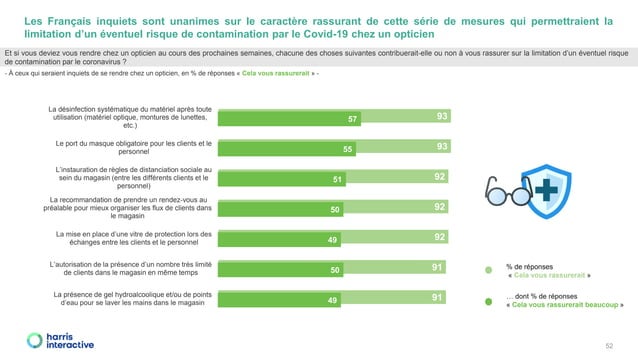 Les Français inquiets sont unanimes sur le caractère rassurant de cette série de mesures qui permettraient la
limitation d'un éventuel risque de contamination par le Covid-19 chez un opticien
Et si vous deviez vous rendre chez un opticien au cours des prochaines semaines, chacune des choses suivantes contribuerait-elle ou non à vous rassurer sur la limitation d'un éventuel risque
de contamination par le coronavirus ?
- À ceux qui seraient inquiets de se rendre chez un opticien, en % de réponses « Cela vous rassurerait » -
La désinfection systématique du matériel après toute
utilisation (matériel optique, montures de lunettes,
etc.)
57
93
Le port du masque obligatoire pour les clients et le
personnel
55
93
L'instauration de règles de distanciation sociale au
sein du magasin (entre les différents clients et le
personnel)
51
92
La recommandation de prendre un rendez-vous au
préalable pour mieux organiser les flux de clients dans
le magasin
50
92
La mise en place d'une vitre de protection lors des
échanges entre les clients et le personnel
49
92
L'autorisation de la présence d'un nombre très limité
de clients dans le magasin en même temps
50
91
La présence de gel hydroalcoolique et/ou de points
d'eau pour se laver les mains dans le magasin
49
91
% de réponses
« Cela vous rassurerait »
… dont % de réponses
« Cela vous rassurerait beaucoup »
harris
interactive
52